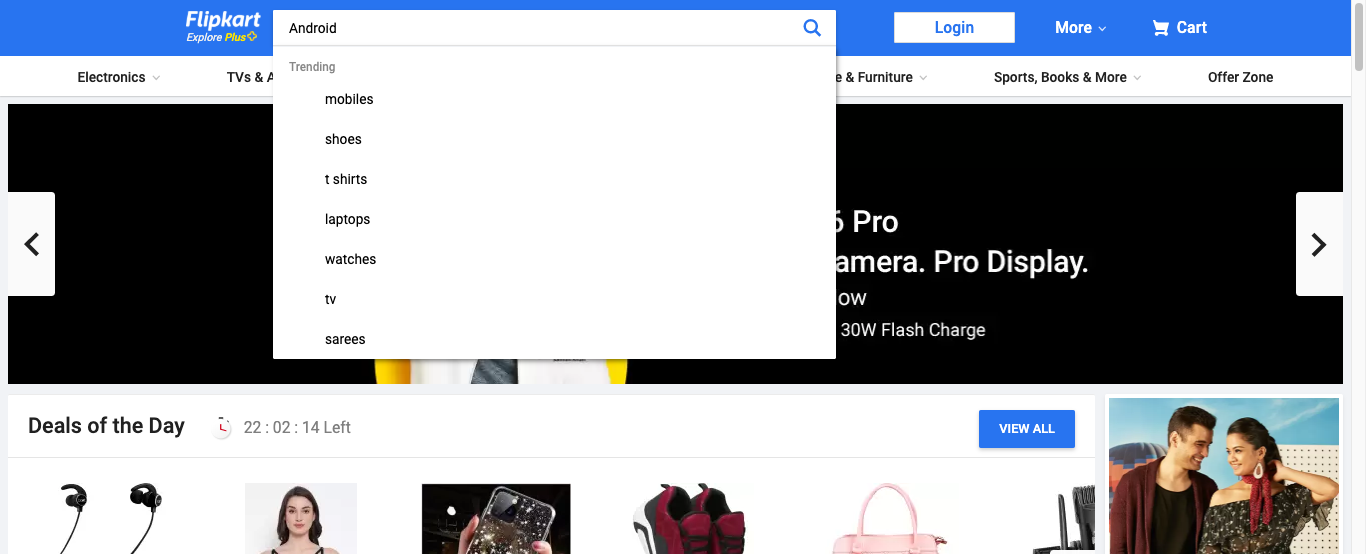 Flipkart
Explore Plus
Android
Login
More
Cart
Electronics
TVs & A
e & Furniture
Sports, Books & More
Offer Zone
Trending
mobiles
shoes
t shirts
laptops
watches
tv
sarees
6 Pro
amera. Pro Display.
ow
30W Flash Charge
Deals of the Day
22 : 02 : 14 Left
VIEW ALL